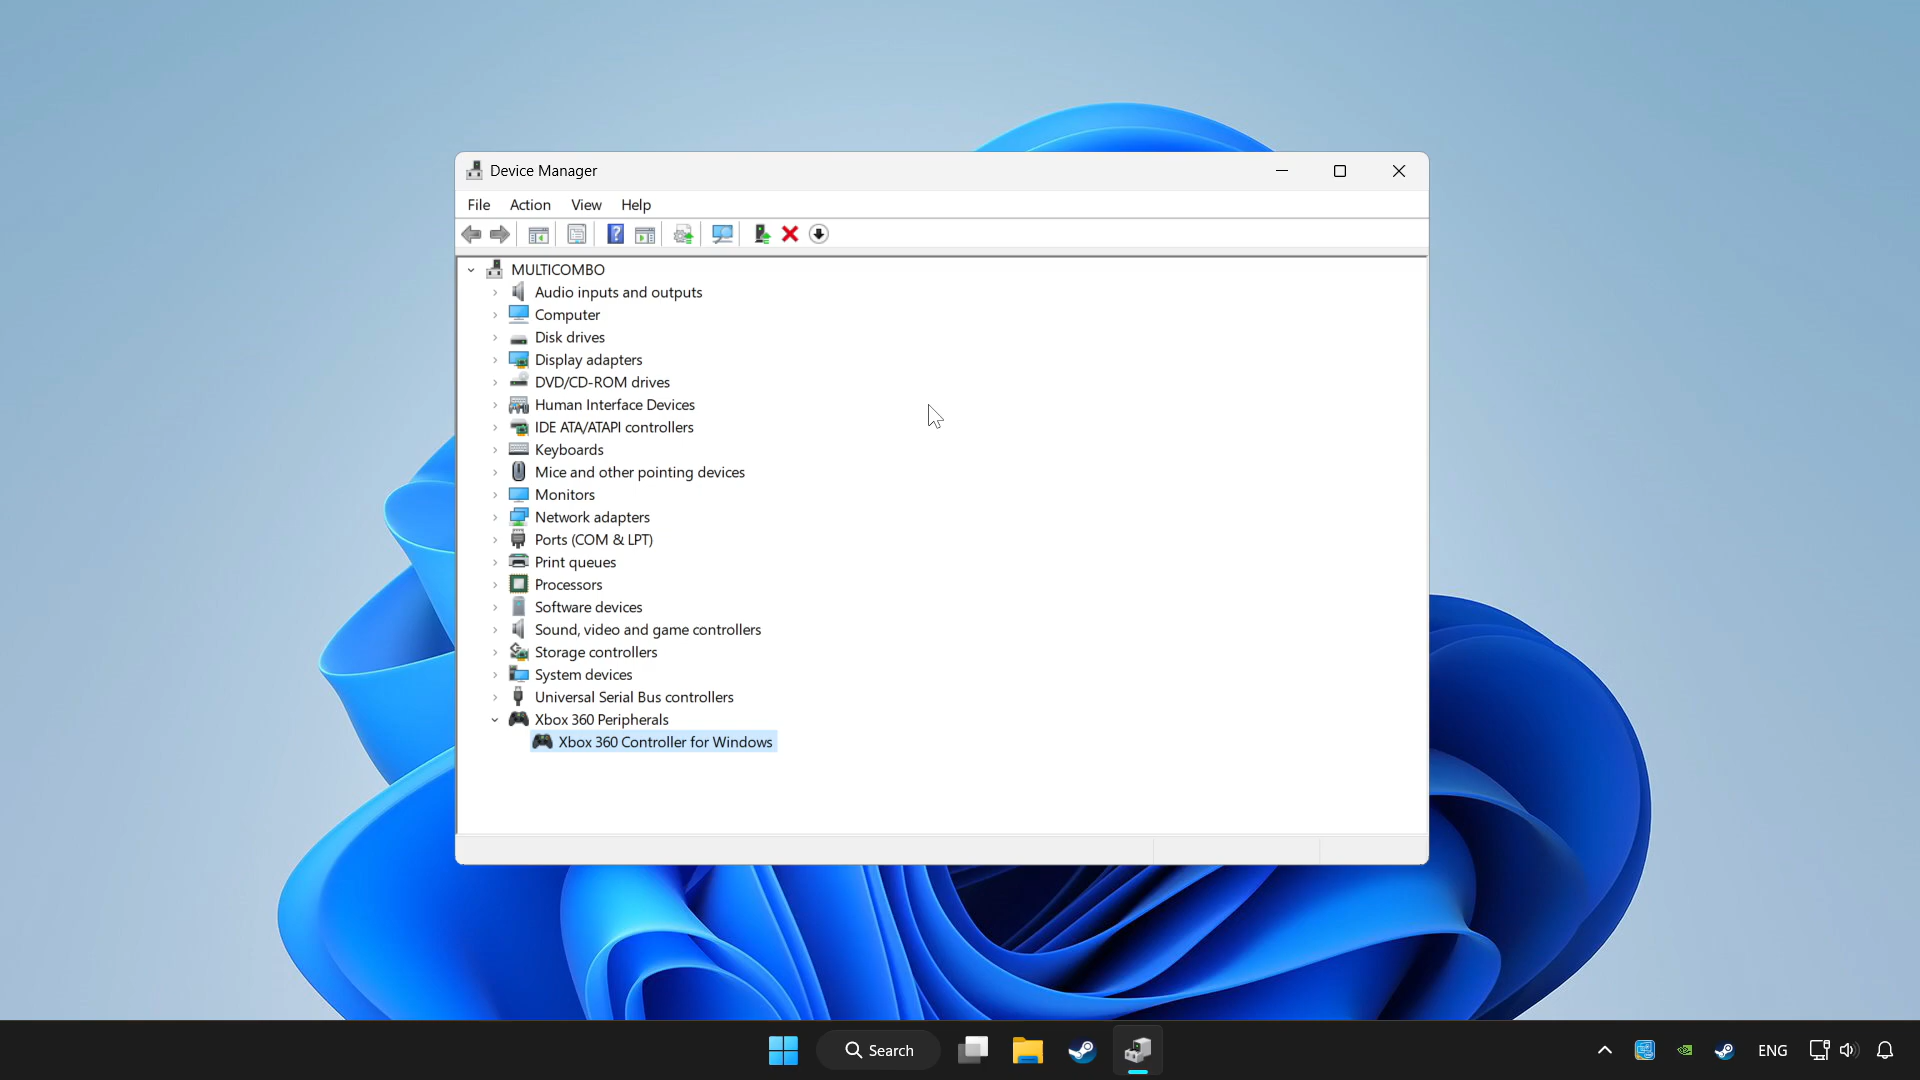 Device Manager
File Action View Help
MULTICOMBO
Audio inputs and outputs
Computer
Disk drives
Display adapters
DVD/CD-ROM drives
Human Interface Devices
IDE ATA/ATAPI controllers
Keyboards
Mice and other pointing devices
Monitors
Network adapters
Ports (COM & LPT)
Print queues
Processors
Software devices
Sound, video and game controllers
Storage controllers
System devices
Universal Serial Bus controllers
Xbox 360 Peripherals
Xbox 360 Controller for Windows
Search
ENG